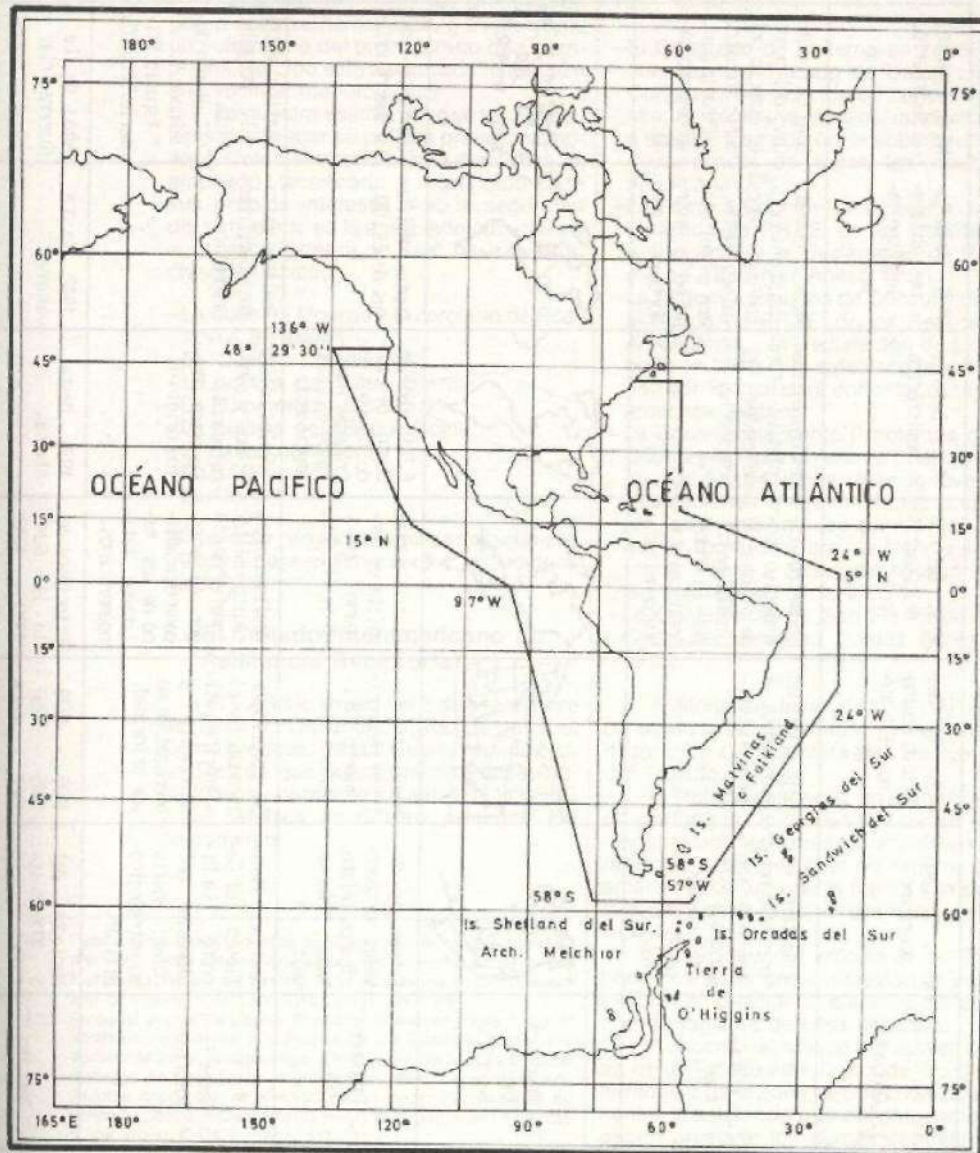 180° 150° 120° 90° 60° 30° 0°
75° 75°
60° 60°
136° W
48° 29'30''
45° 45°
30° 30°
OCÉANO PACIFICO OCÉANO ATLÁNTICO
15° 15°
15° N
24° W
5° N
0° 0°
97° W
15° 15°
24° W
30° 30°
Is. Malvinas
o Falkland
45° 45°
Is. Georgias del Sur
Is. Sandwich del Sur
58° S
57° W
58° S
60° 60°
Is. Shetland del Sur. Is. Orcadas del Sur
Arch. Melchior
Tierra
de
O'Higgins
75° 75°
165° E 180° 150° 120° 90° 60° 30° 0°